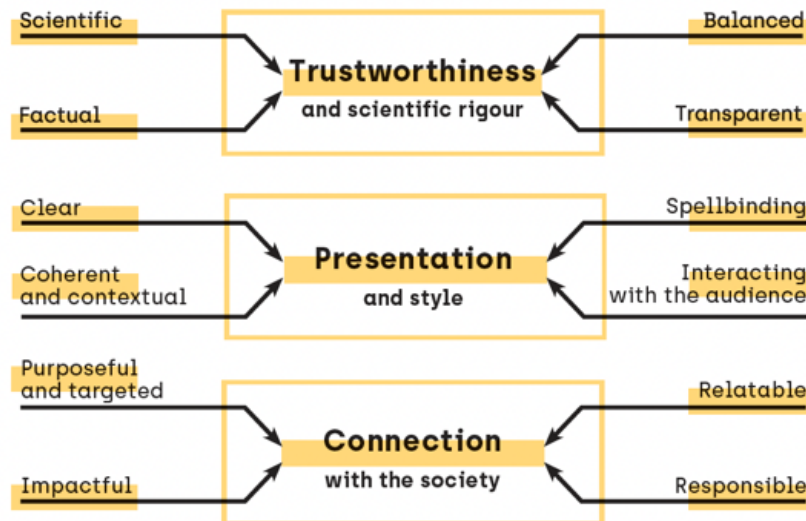 Scientific
Balanced
Trustworthiness
and scientific rigour
Factual
Transparent
Clear
Spellbinding
Presentation
and style
Coherent
and contextual
Interacting
with the audience
Purposeful
and targeted
Relatable
Connection
with the society
Impactful
Responsible